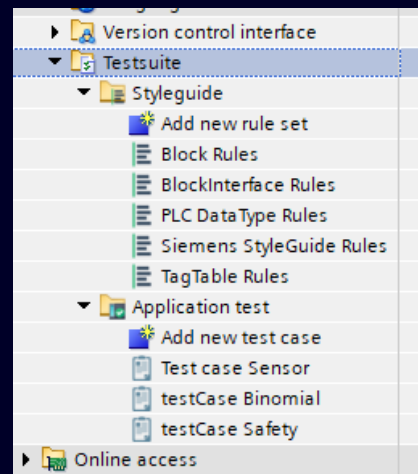 Version control interface
Testsuite
Styleguide
Add new rule set
Block Rules
BlockInterface Rules
PLC DataType Rules
Siemens StyleGuide Rules
TagTable Rules
Application test
Add new test case
Test case Sensor
testCase Binomial
testCase Safety
Online access